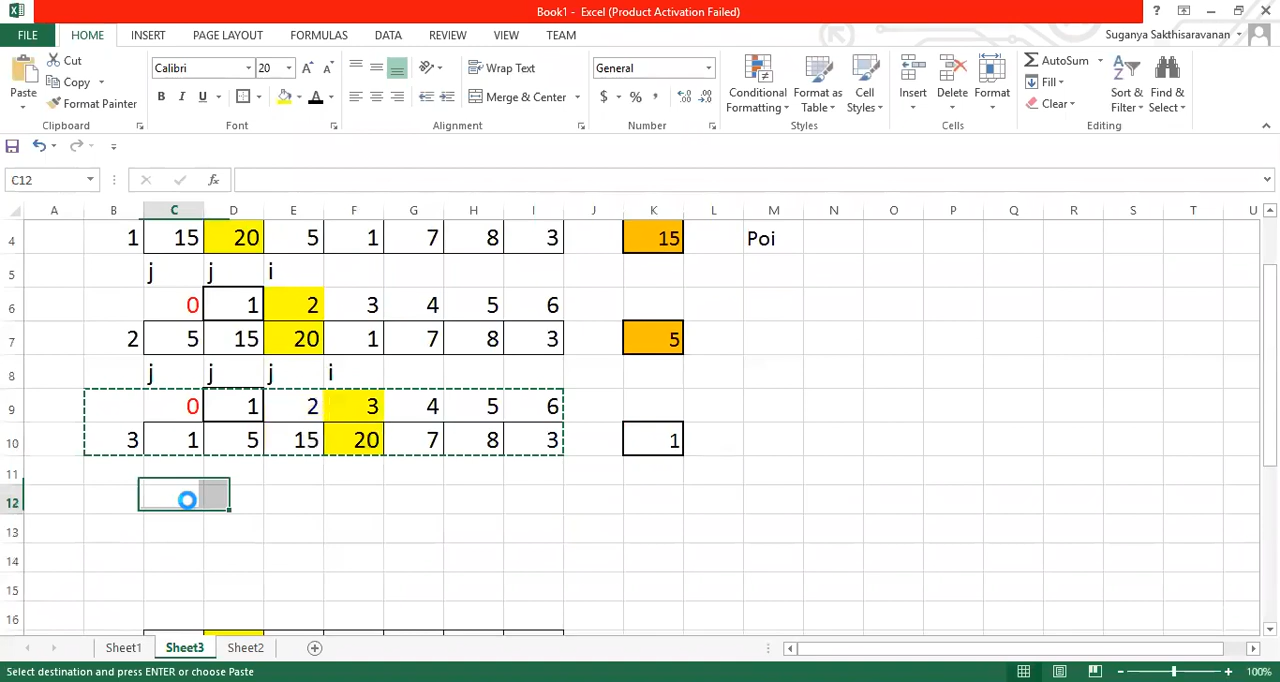 Book1 - Excel (Product Activation Failed)
FILE HOME INSERT PAGE LAYOUT FORMULAS DATA REVIEW VIEW TEAM
Suganya Sakthisaravanan
Paste
Cut
Copy
Format Painter
Clipboard
Calibri 20
B I U
Font
Wrap Text
Merge & Center
Alignment
General
$ % ,
Number
Conditional Formatting
Format as Table
Cell Styles
Styles
Insert Delete Format
Cells
AutoSum
Fill
Clear
Sort & Filter
Find & Select
Editing
C12
fx
A B C D E F G H I J K L M N O P Q R S T U
4 1 15 20 5 1 7 8 3 15 Poi
5 j j i
6 0 1 2 3 4 5 6
7 2 5 15 20 1 7 8 3 5
8 j j j i
9 0 1 2 3 4 5 6
10 3 1 5 15 20 7 8 3 1
11
12
13
14
15
16
Sheet1 Sheet3 Sheet2
Select destination and press ENTER or choose Paste
100%